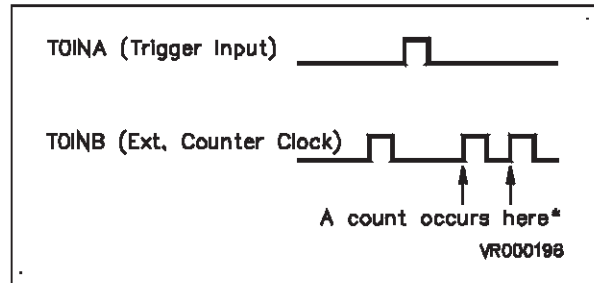 TOINA (Trigger Input)
TOINB (Ext. Counter Clock)
A count occurs here*
VR000196